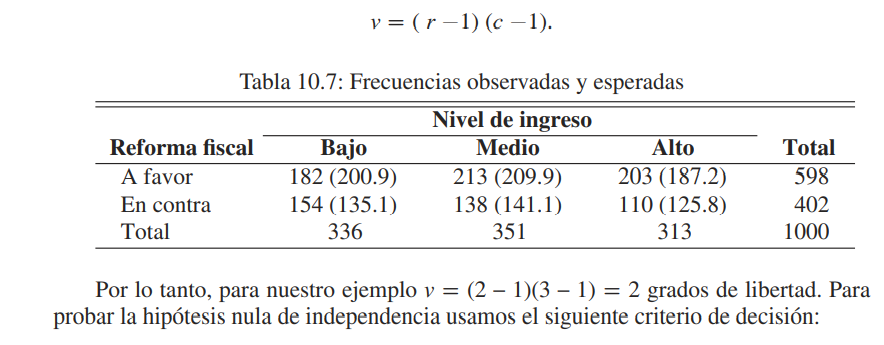 v = ( r −1) (c −1).
Tabla 10.7: Frecuencias observadas y esperadas
Nivel de ingreso
Reforma fiscal Bajo Medio Alto Total
A favor 182 (200.9) 213 (209.9) 203 (187.2) 598
En contra 154 (135.1) 138 (141.1) 110 (125.8) 402
Total 336 351 313 1000
Por lo tanto, para nuestro ejemplo v = (2 − 1)(3 − 1) = 2 grados de libertad. Para
probar la hipótesis nula de independencia usamos el siguiente criterio de decisión: